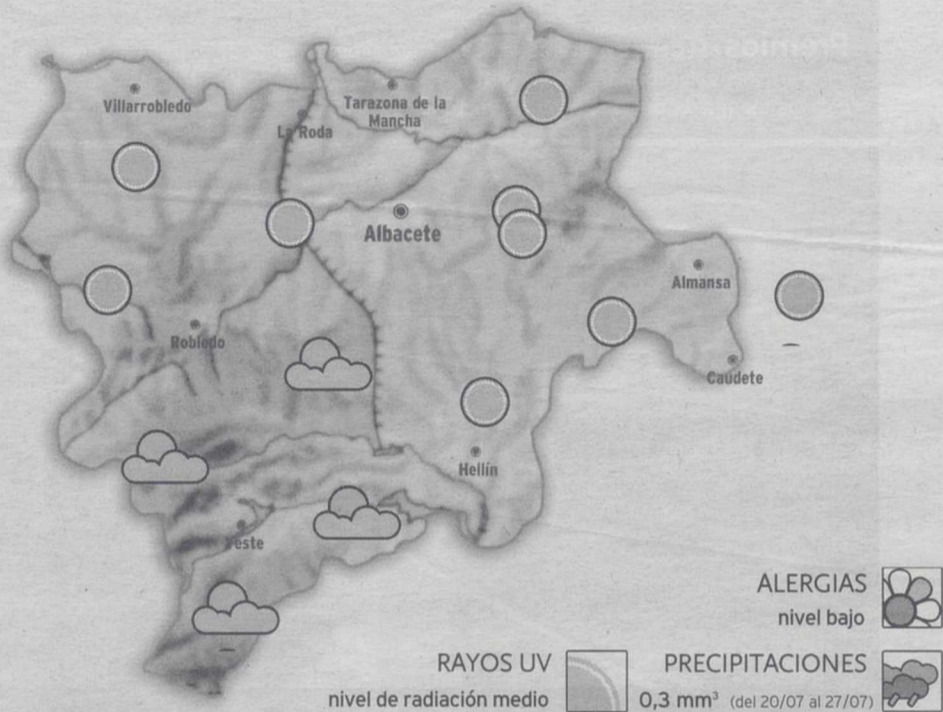 Villarrobledo
Tarazona de la
Mancha
La Roda
Albacete
Almansa
Robledo
Caudete
Hellín
Yeste
ALERGIAS
nivel bajo
RAYOS UV
nivel de radiación medio
PRECIPITACIONES
0,3 mm³ (del 20/07 al 27/07)